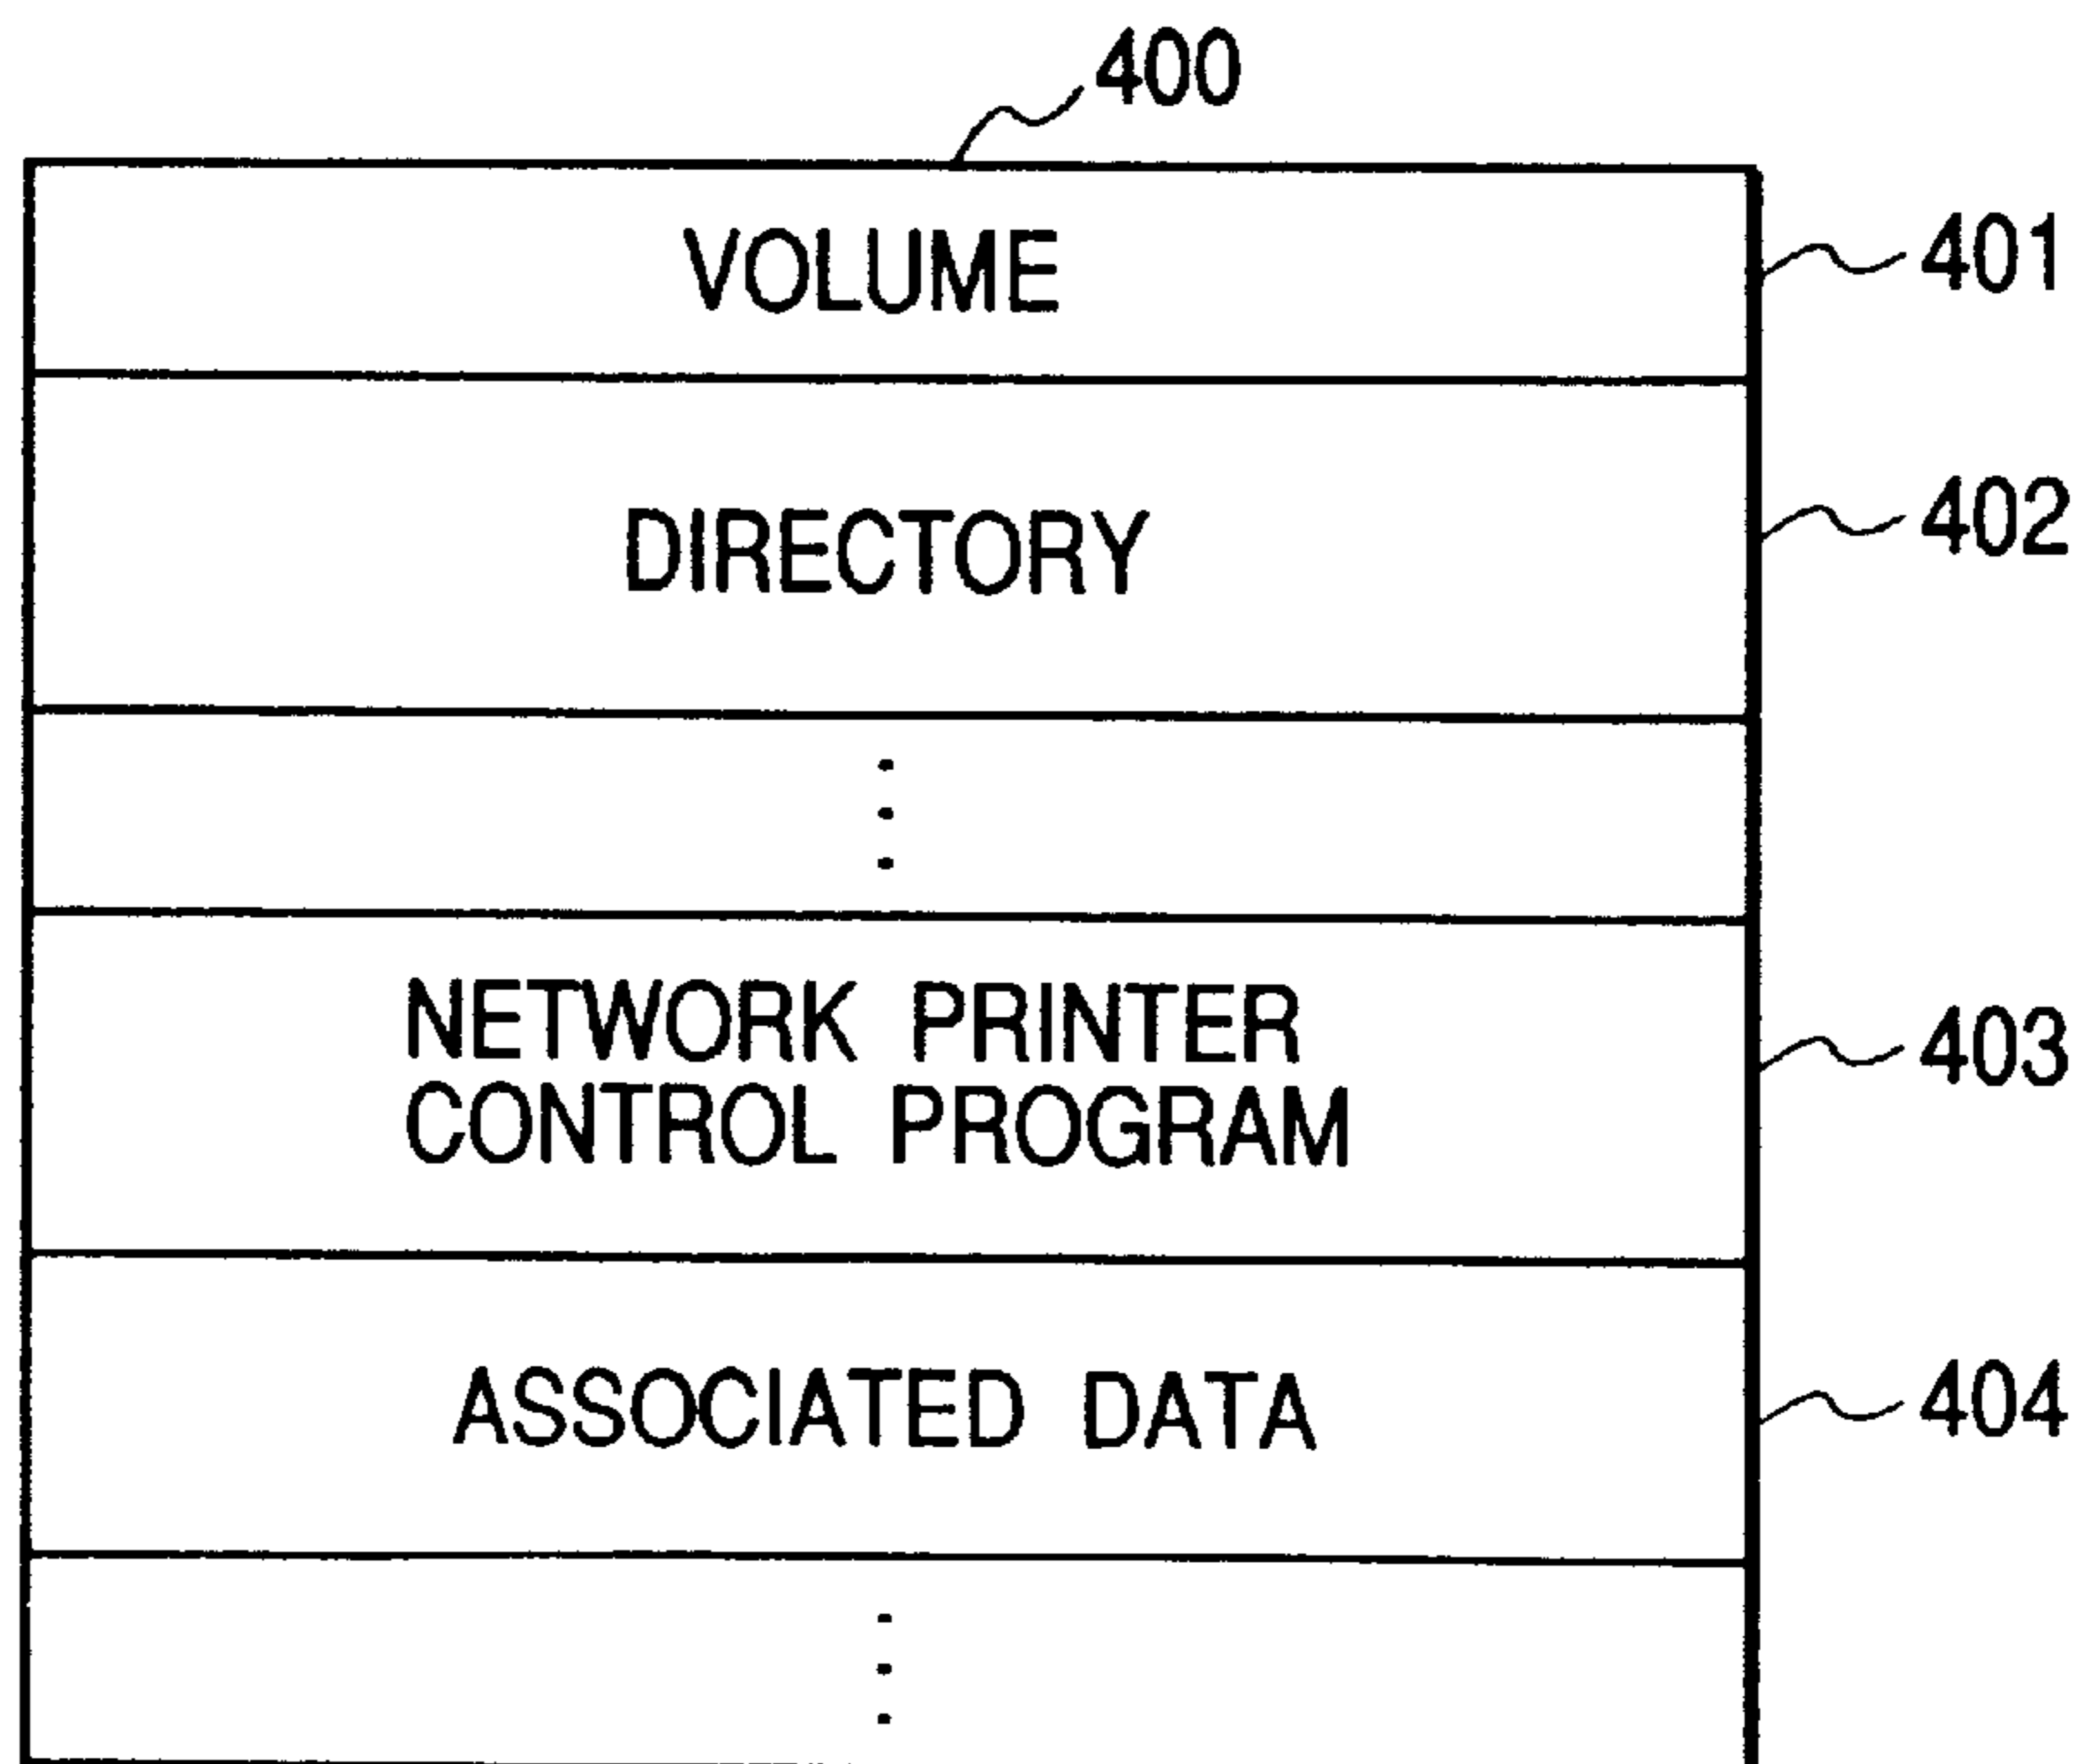 400
VOLUME 401
DIRECTORY 402
NETWORK PRINTER
CONTROL PROGRAM
403
ASSOCIATED DATA 404